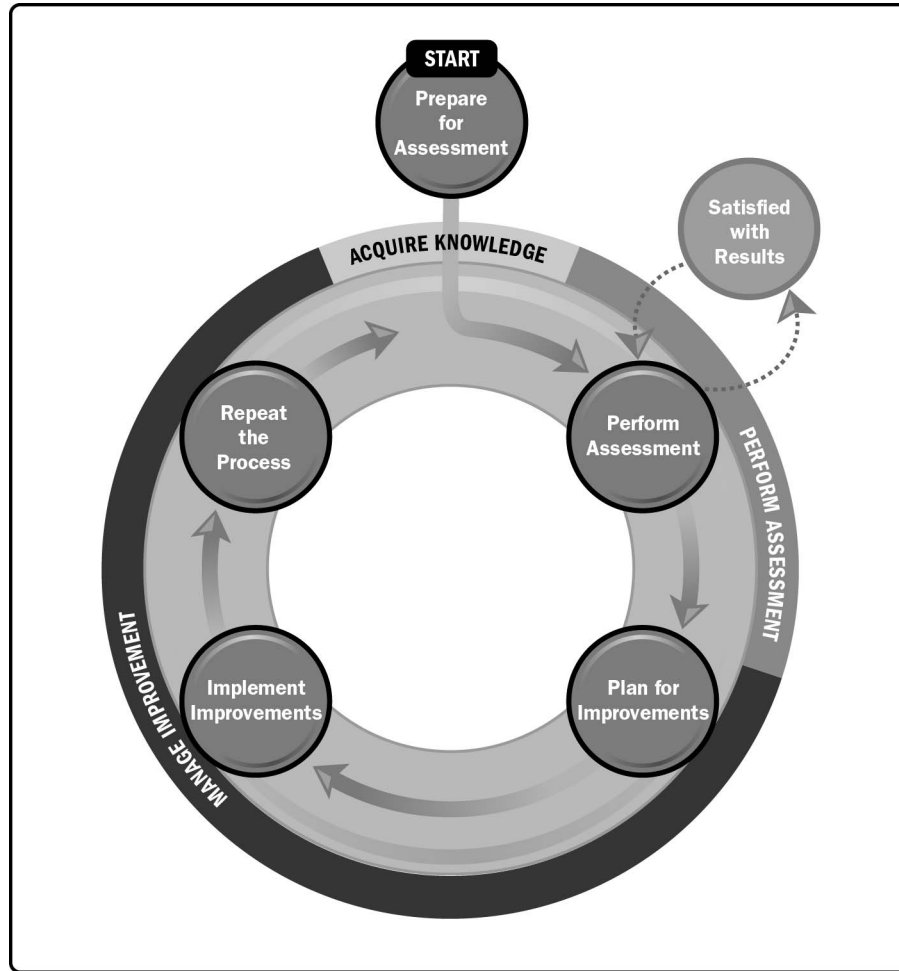 START
Prepare
for
Assessment
ACQUIRE KNOWLEDGE
Satisfied
with
Results
Repeat
the
Process
Perform
Assessment
PERFORM ASSESSMENT
Implement
Improvements
Plan for
Improvements
MANAGE IMPROVEMENT